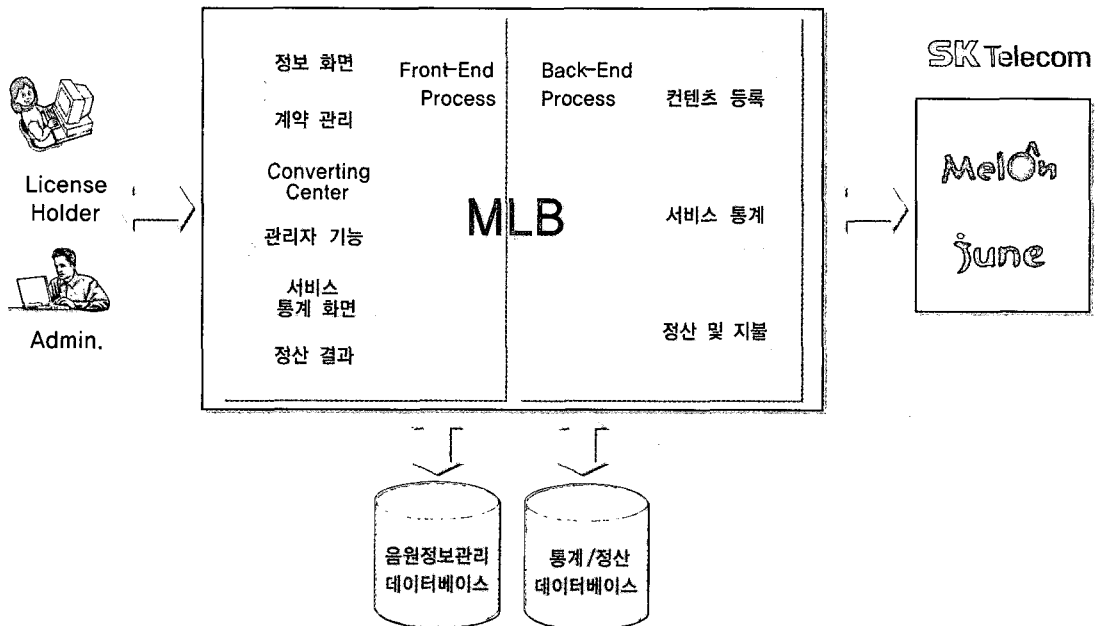 License
Holder
Admin.
정보 화면
계약 관리
Converting
Center
관리자 기능
서비스
통계 화면
정산 결과
Front-End
Process
MLB
Back-End
Process
컨텐츠 등록
서비스 통계
정산 및 지불
SK Telecom
Melon
june
음원정보관리
데이터베이스
통계/정산
데이터베이스